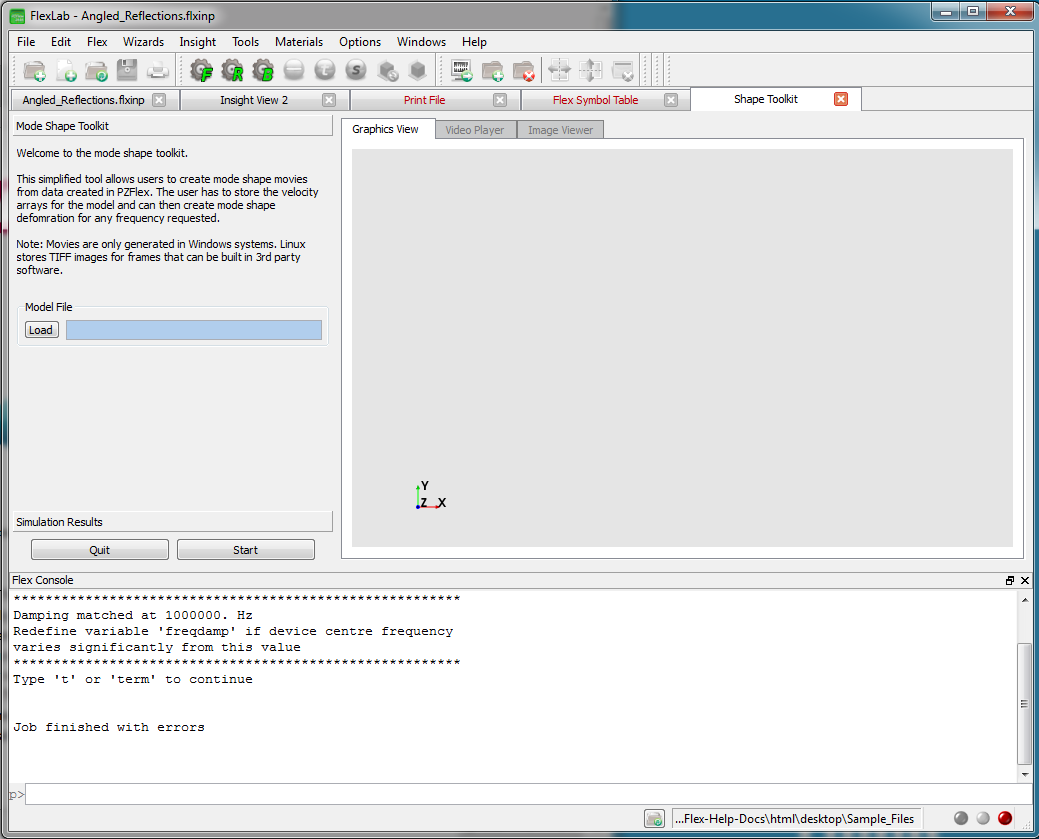 FlexLab - Angled_Reflections.flxinp
File Edit Flex Wizards Insight Tools Materials Options Windows Help
F R B t S
Angled_Reflections.flxinp Insight View 2 Print File Flex Symbol Table Shape Toolkit
Mode Shape Toolkit
Graphics View Video Player Image Viewer
Welcome to the mode shape toolkit.
This simplified tool allows users to create mode shape movies
from data created in PZFlex. The user has to store the velocity
arrays for the model and can then create mode shape
defomration for any frequency requested.
Note: Movies are only generated in Windows systems. Linux
stores TIFF images for frames that can be built in 3rd party
software.
Model File
Load
Y
Z X
Simulation Results
Quit Start
Flex Console
********************************************************
Damping matched at 1000000. Hz
Redefine variable 'freqdamp' if device centre frequency
varies significantly from this value
********************************************************
Type 't' or 'term' to continue
Job finished with errors
p>
...Flex-Help-Docs\html\desktop\Sample_Files